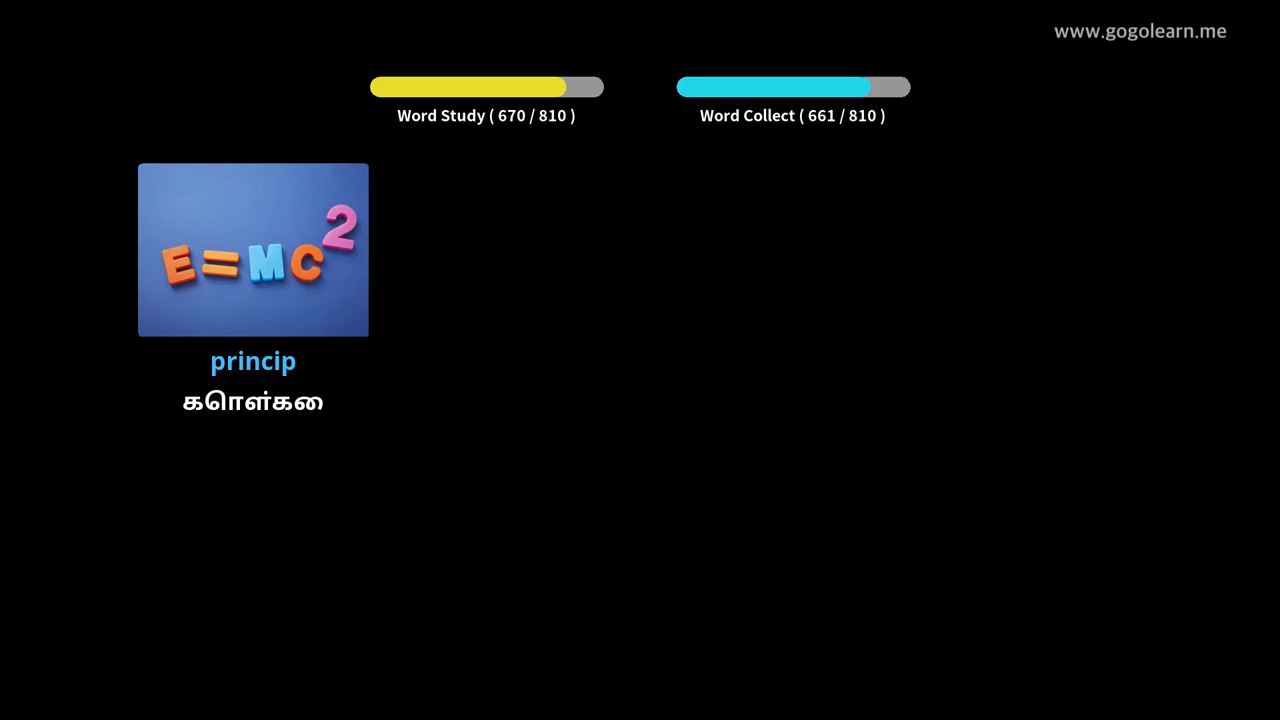 www.gogolearn.me
Word Study ( 670 / 810 )
Word Collect ( 661 / 810 )
E=MC2
princip
கொள்கை